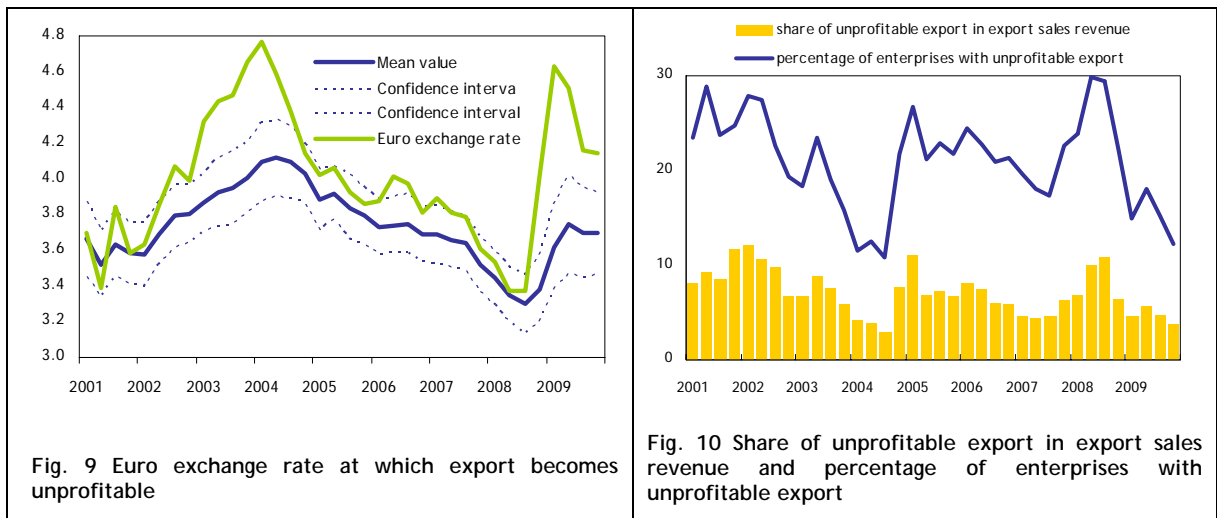 4.8
4.6
4.4
4.2
4.0
3.8
3.6
3.4
3.2
3.0
Mean value
Confidence interva
Confidence interval
Euro exchange rate
2001 2002 2003 2004 2005 2006 2007 2008 2009
Fig. 9 Euro exchange rate at which export becomes
unprofitable
share of unprofitable export in export sales revenue
percentage of enterprises with unprofitable export
30
20
10
0
2001 2002 2003 2004 2005 2006 2007 2008 2009
Fig. 10 Share of unprofitable export in export sales
revenue and percentage of enterprises with
unprofitable export